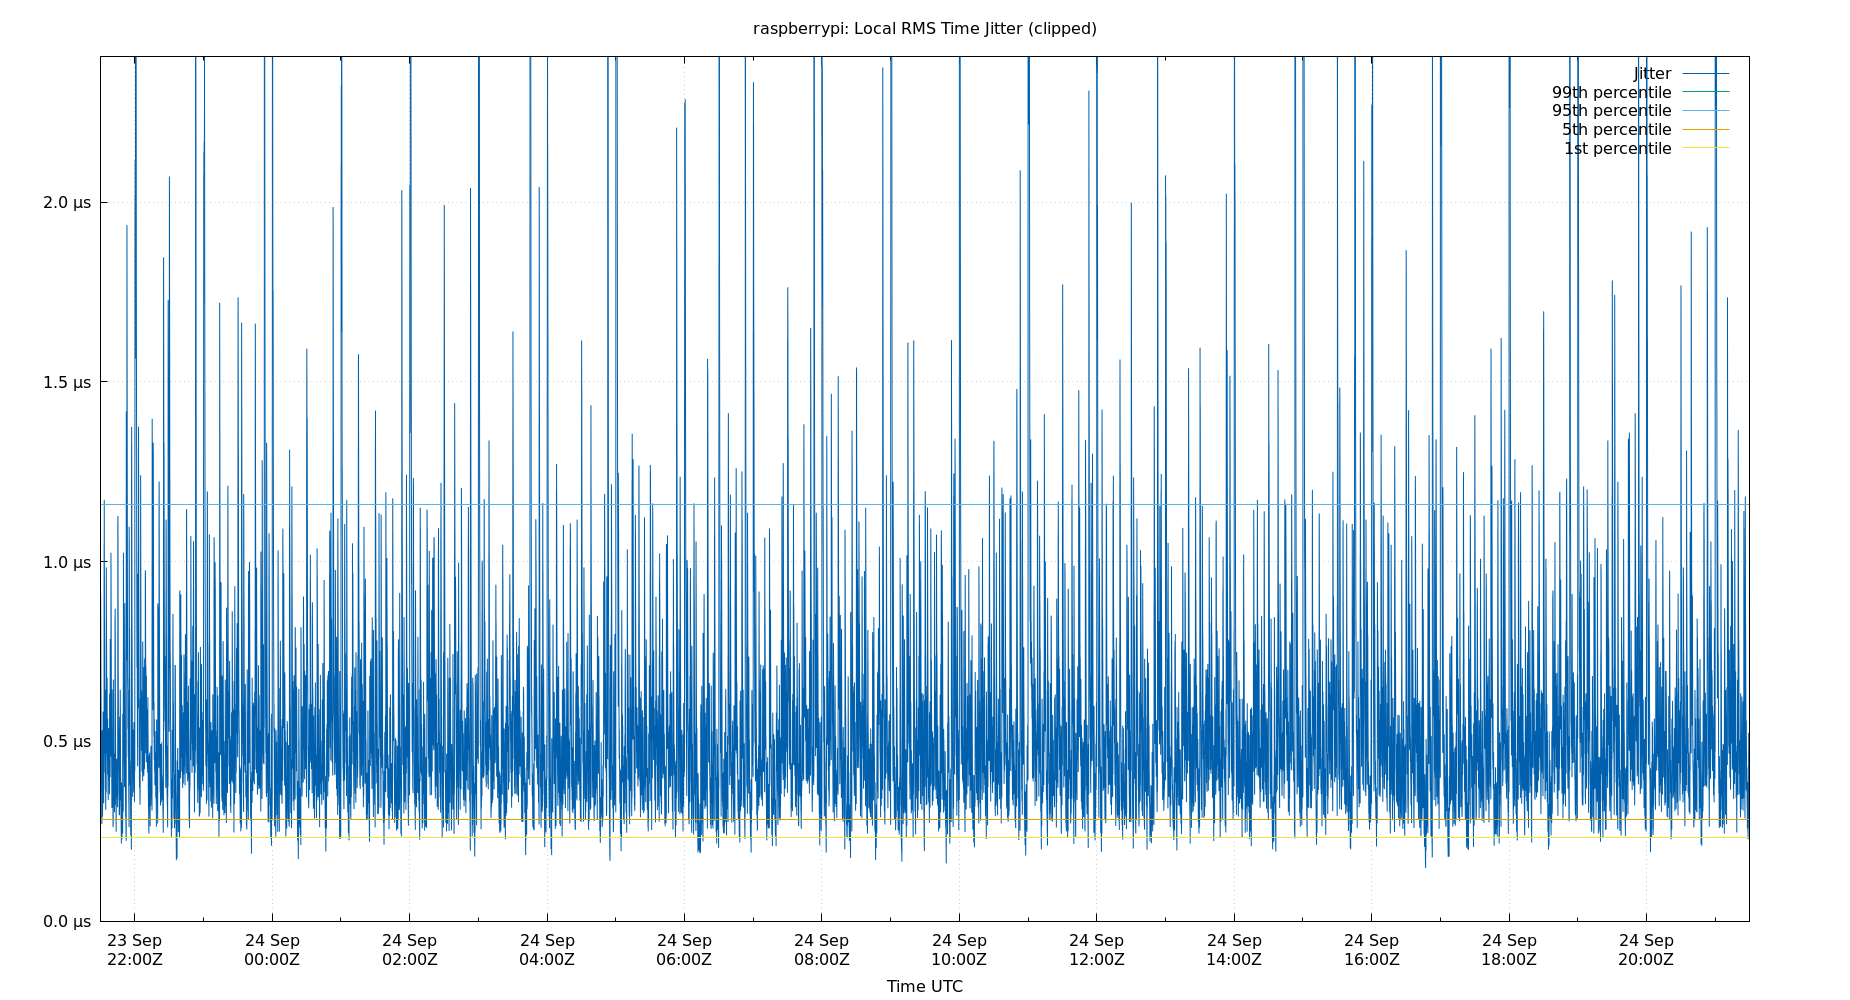 raspberrypi: Local RMS Time Jitter (clipped)
Jitter
99th percentile
95th percentile
5th percentile
1st percentile
2.0 µs
1.5 µs
1.0 µs
0.5 µs
0.0 µs
23 Sep 24 Sep 24 Sep 24 Sep 24 Sep 24 Sep 24 Sep 24 Sep 24 Sep 24 Sep 24 Sep 24 Sep
22:00Z 00:00Z 02:00Z 04:00Z 06:00Z 08:00Z 10:00Z 12:00Z 14:00Z 16:00Z 18:00Z 20:00Z
Time UTC